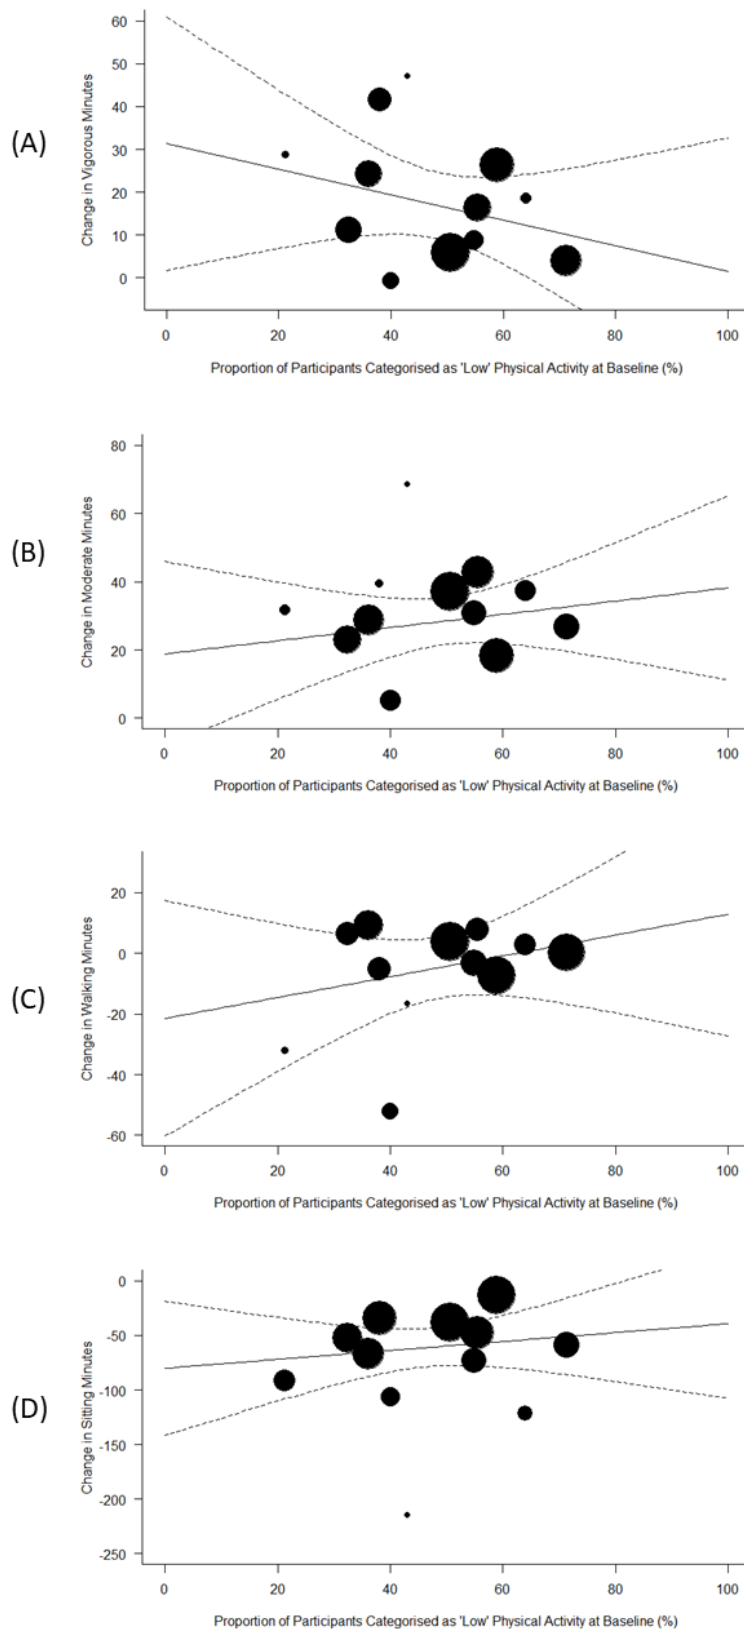 (A)
Change in Vigorous Minutes
60
50
40
30
20
10
0
0 20 40 60 80 100
Proportion of Participants Categorised as 'Low' Physical Activity at Baseline (%)
(B)
Change in Moderate Minutes
80
60
40
20
0
0 20 40 60 80 100
Proportion of Participants Categorised as 'Low' Physical Activity at Baseline (%)
(C)
Change in Walking Minutes
20
0
-20
-40
-60
0 20 40 60 80 100
Proportion of Participants Categorised as 'Low' Physical Activity at Baseline (%)
(D)
Change in Sitting Minutes
0
-50
-100
-150
-200
-250
0 20 40 60 80 100
Proportion of Participants Categorised as 'Low' Physical Activity at Baseline (%)